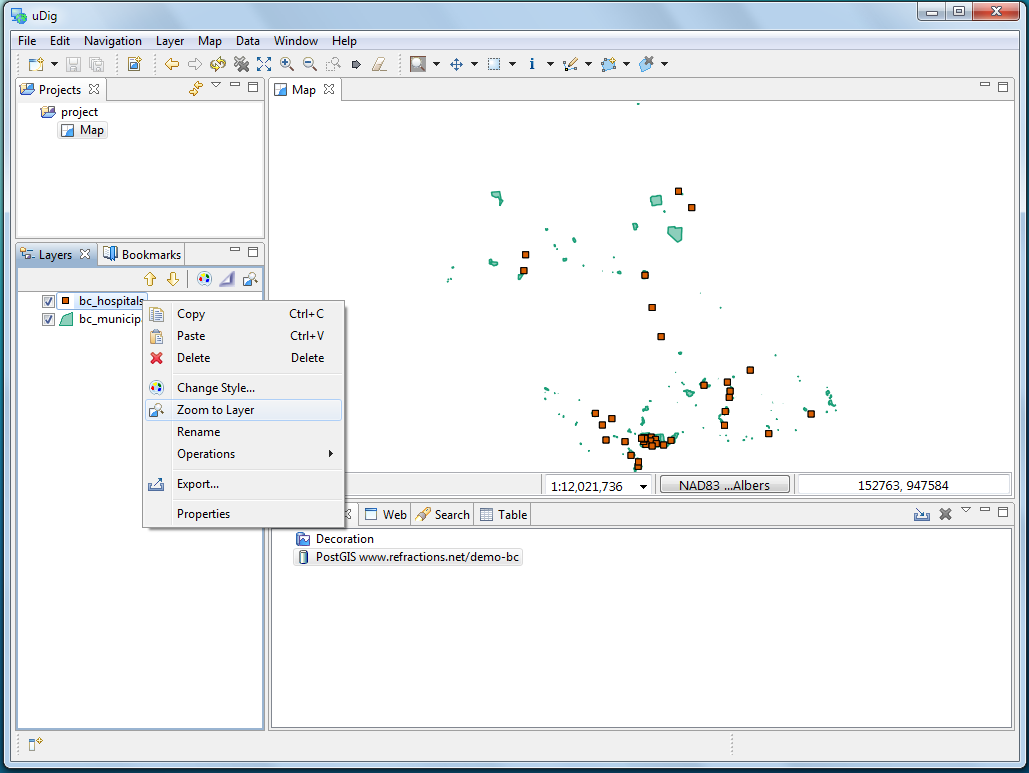 uDig
File Edit Navigation Layer Map Data Window Help
Projects
project
Map
Map
Layers Bookmarks
bc_hospitals
bc_municip
Copy Ctrl+C
Paste Ctrl+V
Delete Delete
Change Style...
Zoom to Layer
Rename
Operations
Export...
Properties
1:12,021,736 NAD83 ...Albers 152763, 947584
Web Search Table
Decoration
PostGIS www.refractions.net/demo-bc